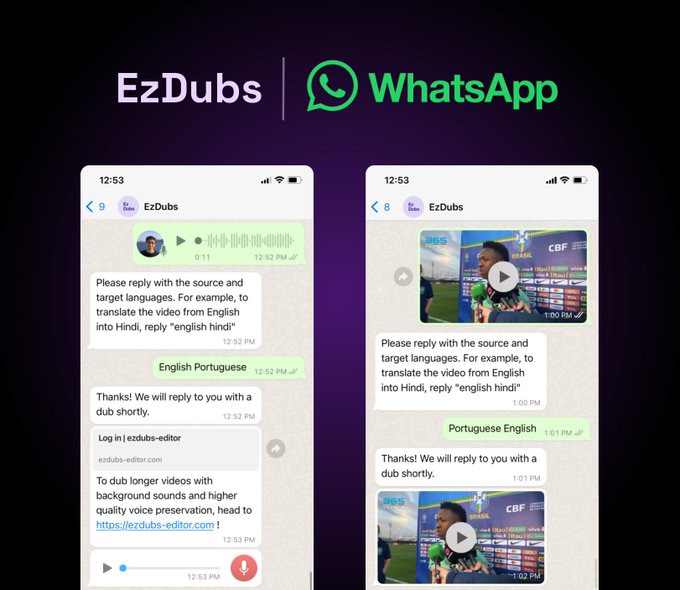 EzDubs
WhatsApp
12:53
9
Ez
Dubs
EzDubs
0:11
12:52 PM
Please reply with the source and
target languages. For example, to
translate the video from English
into Hindi, reply "english hindi"
12:52 PM
English Portuguese
12:52 PM
Thanks! We will reply to you with a
dub shortly.
12:52 PM
Log in | ezdubs-editor
ezdubs-editor.com
To dub longer videos with
background sounds and higher
quality voice preservation, head to
https://ezdubs-editor.com !
12:53 PM
12:53 PM
12:53
8
Ez
Dubs
EzDubs
365
BRASIL
CBF
1:00 PM
Please reply with the source and
target languages. For example, to
translate the video from English
into Hindi, reply "english hindi"
1:00 PM
Portuguese English
1:01 PM
Thanks! We will reply to you with a
dub shortly.
1:01 PM
365
BRASIL
CBF
1:02 PM